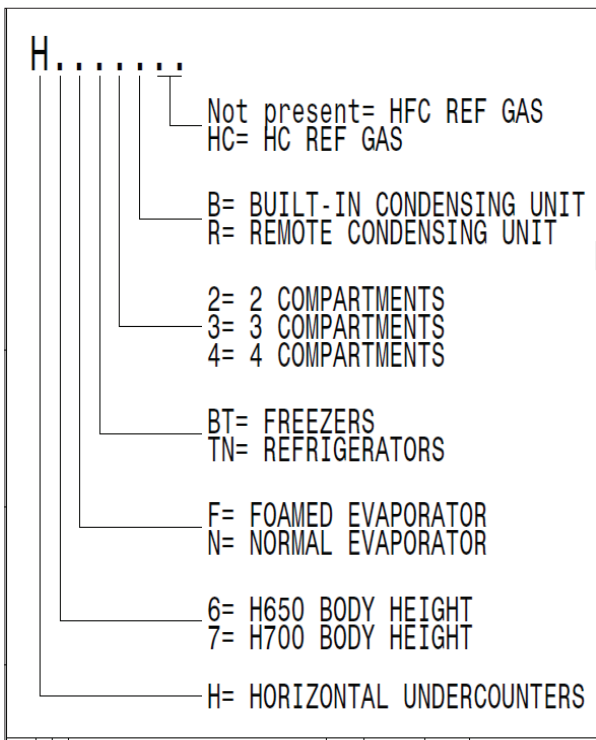 H.......
Not present= HFC REF GAS
HC= HC REF GAS
B= BUILT-IN CONDENSING UNIT
R= REMOTE CONDENSING UNIT
2= 2 COMPARTMENTS
3= 3 COMPARTMENTS
4= 4 COMPARTMENTS
BT= FREEZERS
TN= REFRIGERATORS
F= FOAMED EVAPORATOR
N= NORMAL EVAPORATOR
6= H650 BODY HEIGHT
7= H700 BODY HEIGHT
H= HORIZONTAL UNDERCOUNTERS